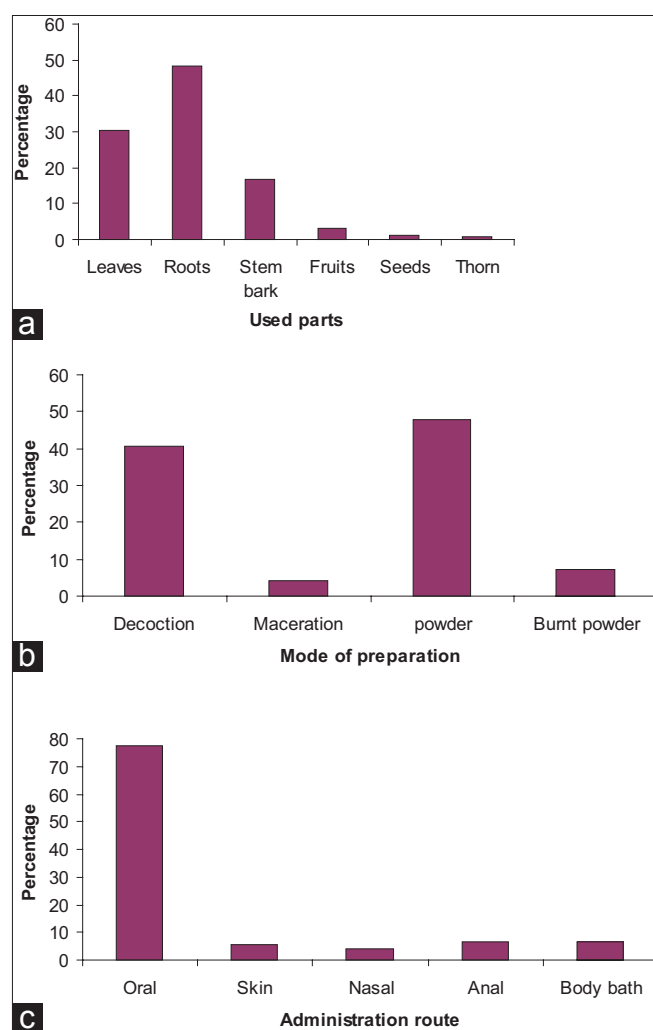 60
50
40
30
20
10
0
Percentage
Leaves Roots Stem bark Fruits Seeds Thorn
a
Used parts
60
50
40
30
20
10
0
Percentage
Decoction Maceration powder Burnt powder
b
Mode of preparation
80
70
60
50
40
30
20
10
0
Percentage
Oral Skin Nasal Anal Body bath
c
Administration route